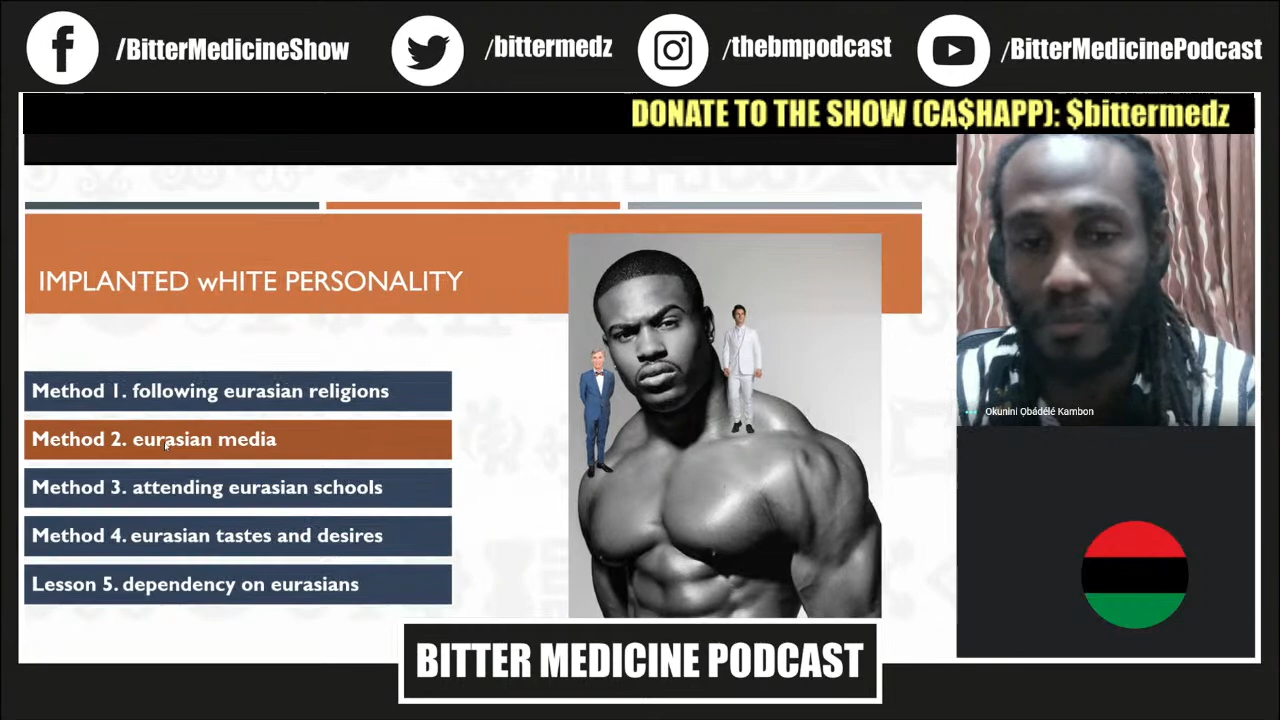 /BitterMedicineShow
/bittermedz
/thebmpodcast
/BitterMedicinePodcast
DONATE TO THE SHOW (CA$HAPP): $bittermedz
IMPLANTED wHITE PERSONALITY
Method 1. following eurasian religions
Method 2. eurasian media
Method 3. attending eurasian schools
Method 4. eurasian tastes and desires
Lesson 5. dependency on eurasians
Okunini Ọbádélé Kambon
BITTER MEDICINE PODCAST